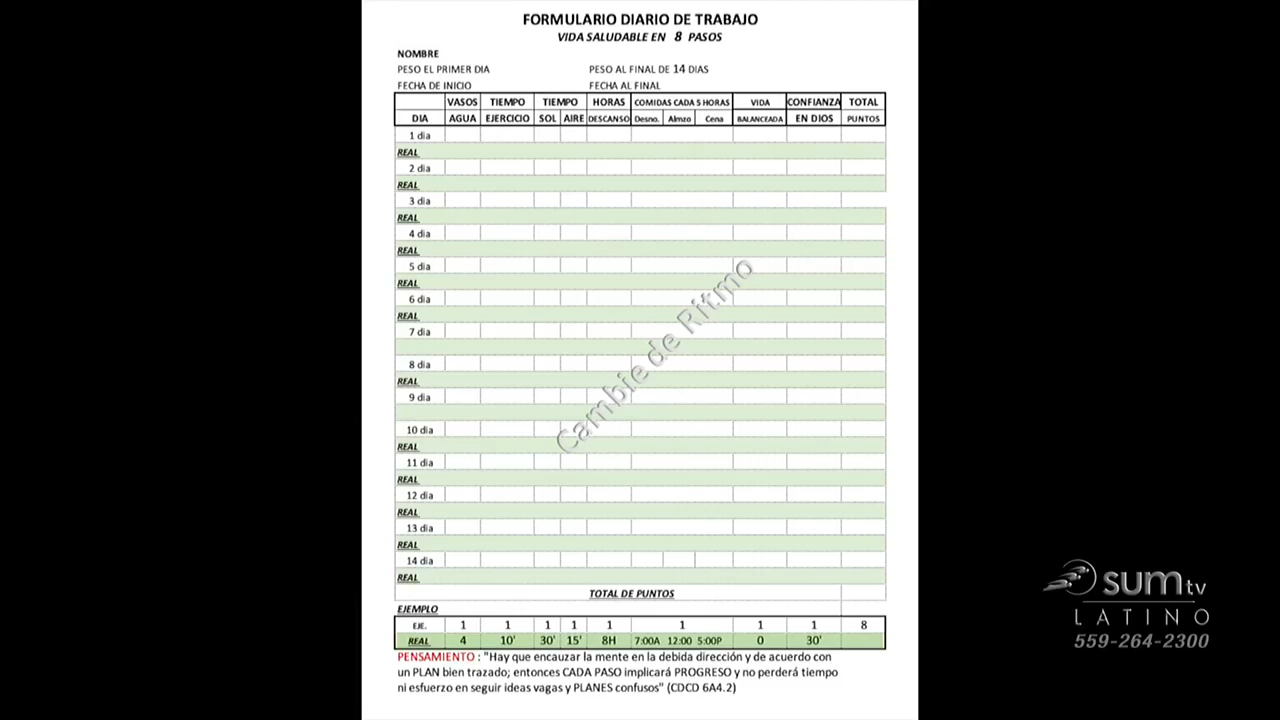 FORMULARIO DIARIO DE TRABAJO
VIDA SALUDABLE EN 8 PASOS
NOMBRE
PESO EL PRIMER DIA PESO AL FINAL DE 14 DIAS
FECHA DE INICIO FECHA AL FINAL
VASOS TIEMPO TIEMPO HORAS COMIDAS CADA 5 HORAS VIDA CONFIANZA TOTAL
DIA AGUA EJERCICIO SOL AIRE DESCANSO Desno. Almzo Cena BALANCEADA EN DIOS PUNTOS
1 dia
REAL
2 dia
REAL
3 dia
REAL
4 dia
REAL
5 dia
REAL
6 dia
REAL
7 dia
8 dia
REAL
9 dia
10 dia
REAL
11 dia
REAL
12 dia
REAL
13 dia
REAL
14 dia
REAL
TOTAL DE PUNTOS
EJEMPLO
EJE. 1 1 1 1 1 1 1 1 8
REAL 4 10' 30' 15' 8H 7:00A 12:00 5:00P 0 30'
PENSAMIENTO : "Hay que encauzar la mente en la debida dirección y de acuerdo con
un PLAN bien trazado; entonces CADA PASO implicará PROGRESO y no perderá tiempo
ni esfuerzo en seguir ideas vagas y PLANES confusos" (CDCD 6A4.2)
Cambie de Ritmo
sumtv
LATINO
559-264-2300